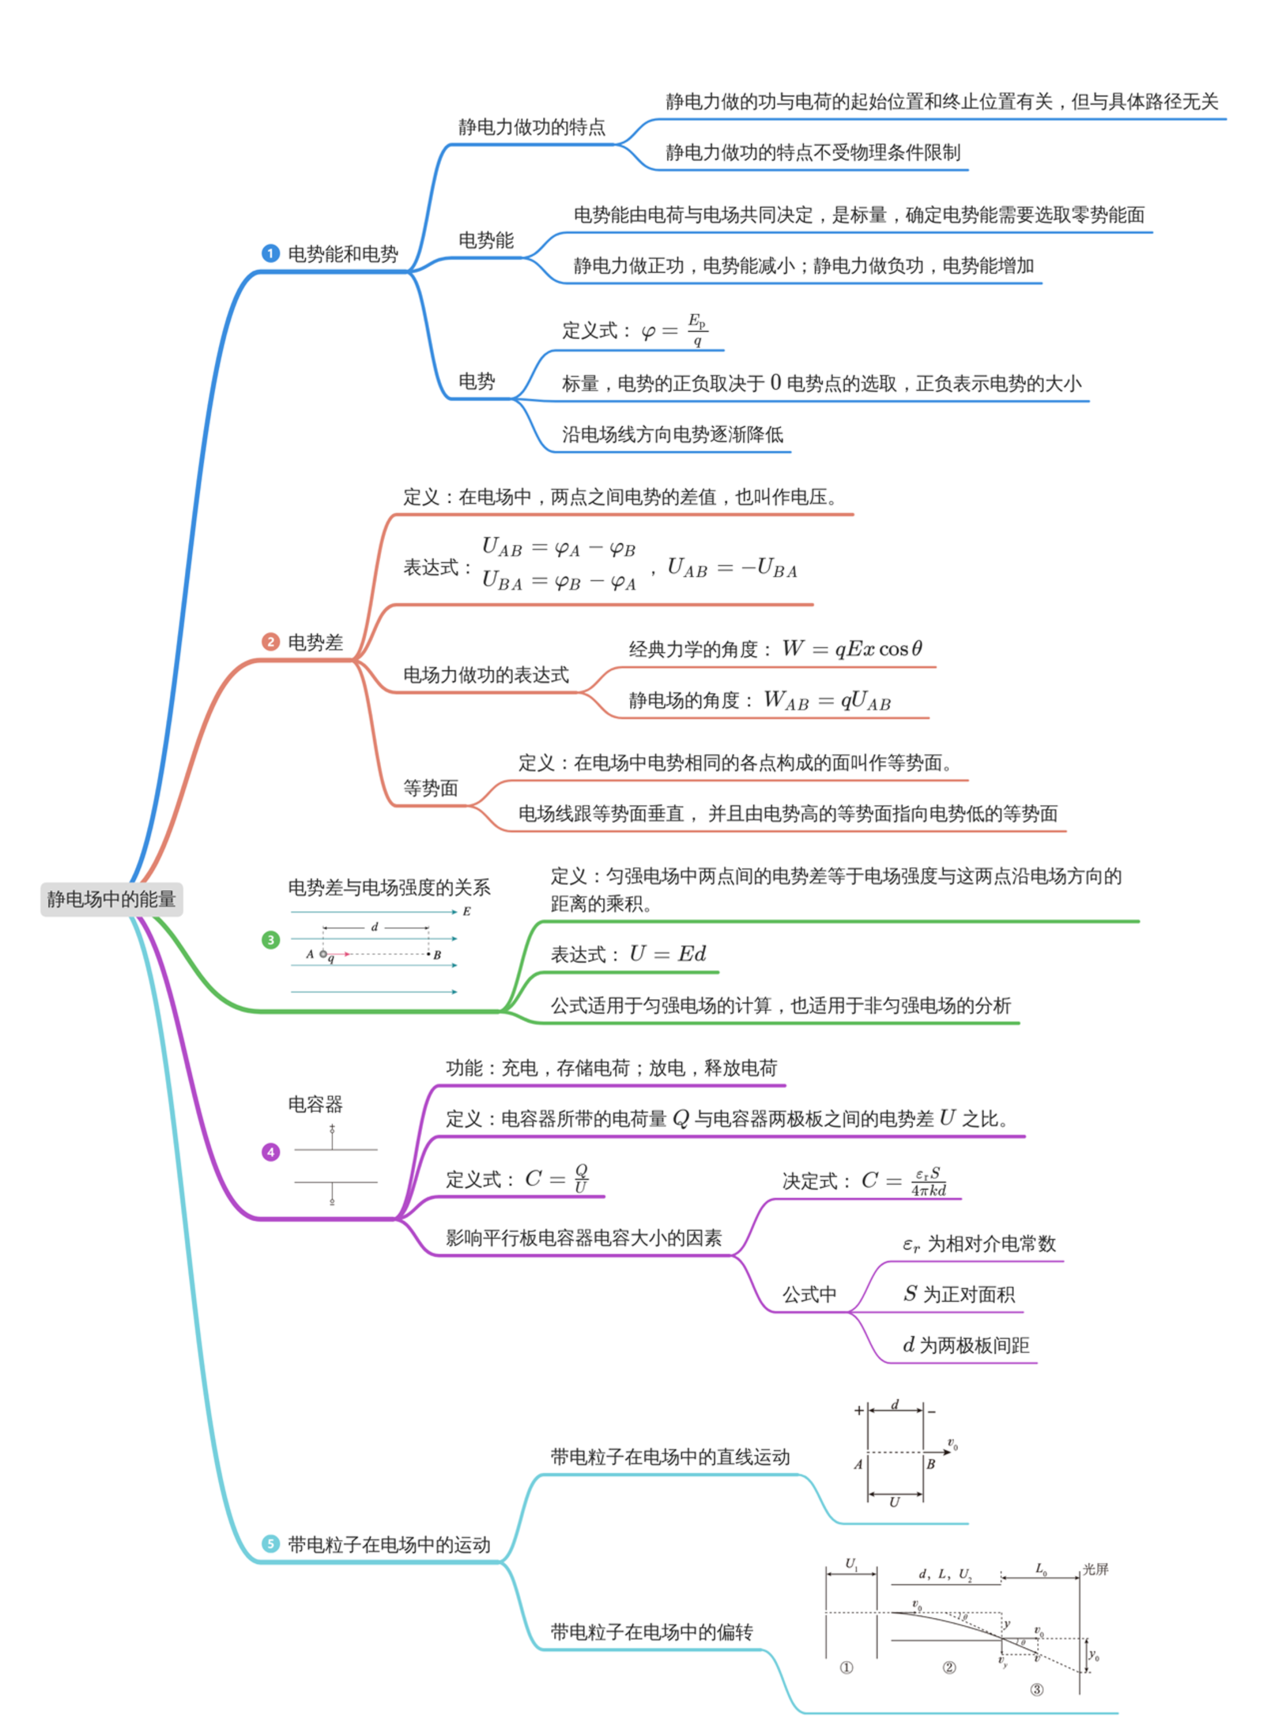 静电场中的能量
1 电势能和电势
静电力做功的特点
静电力做的功与电荷的起始位置和终止位置有关，但与具体路径无关
静电力做功的特点不受物理条件限制
电势能
电势能由电荷与电场共同决定，是标量，确定电势能需要选取零势能面
静电力做正功，电势能减小；静电力做负功，电势能增加
电势
定义式： φ = E_p/q
标量，电势的正负取决于 0 电势点的选取，正负表示电势的大小
沿电场线方向电势逐渐降低
2 电势差
定义：在电场中，两点之间电势的差值，也叫作电压。
表达式： U_AB = φ_A − φ_B
U_BA = φ_B − φ_A ， U_AB = −U_BA
电场力做功的表达式
经典力学的角度： W = qEx cos θ
静电场的角度： W_AB = qU_AB
等势面
定义：在电场中电势相同的各点构成的面叫作等势面。
电场线跟等势面垂直， 并且由电势高的等势面指向电势低的等势面
3 电势差与电场强度的关系
E
d
A q B
定义：匀强电场中两点间的电势差等于电场强度与这两点沿电场方向的
距离的乘积。
表达式： U = Ed
公式适用于匀强电场的计算，也适用于非匀强电场的分析
4 电容器
+
−
功能：充电，存储电荷；放电，释放电荷
定义：电容器所带的电荷量 Q 与电容器两极板之间的电势差 U 之比。
定义式： C = Q/U
影响平行板电容器电容大小的因素
决定式： C = ε_r S/4πkd
公式中
ε_r 为相对介电常数
S 为正对面积
d 为两极板间距
5 带电粒子在电场中的运动
带电粒子在电场中的直线运动
+ d −
v_0
A B
U
带电粒子在电场中的偏转
U_1 d, L, U_2 L_0 光屏
v_0 θ y v_0
θ
v_y v y_0
① ② ③